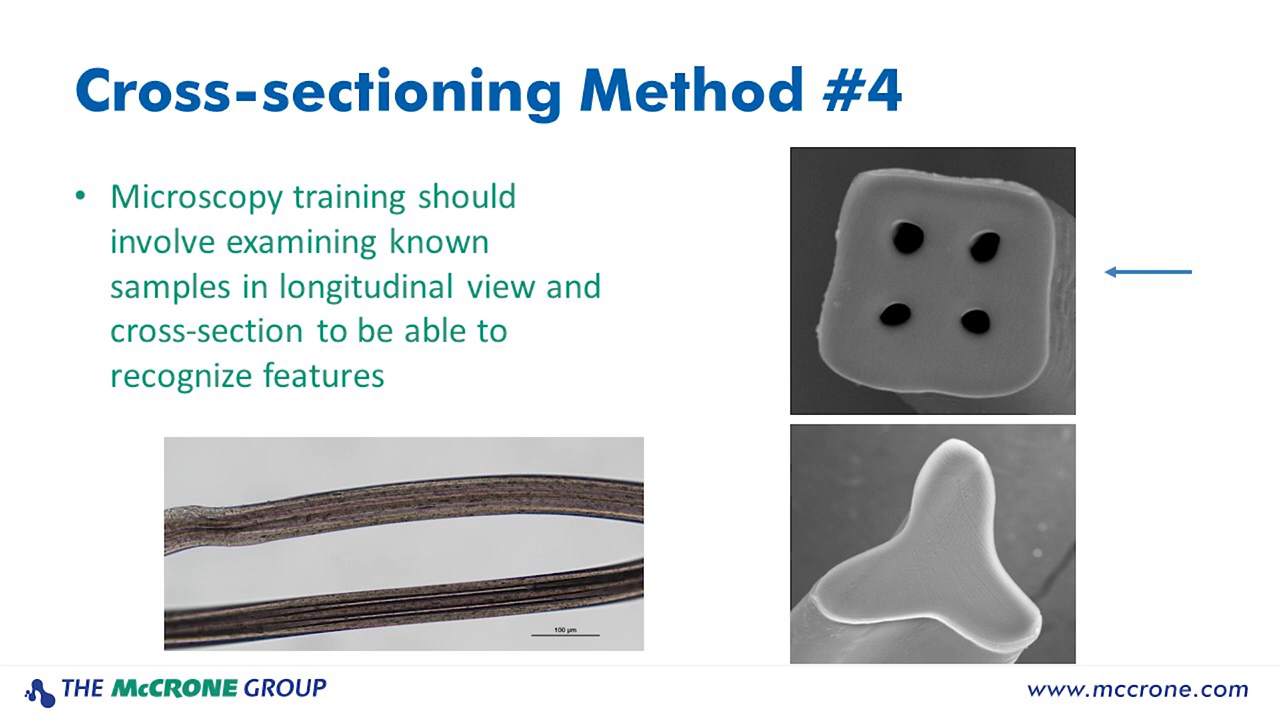 Cross-sectioning Method #4
• Microscopy training should
involve examining known
samples in longitudinal view and
cross-section to be able to
recognize features
100 µm
THE McCRONE GROUP
www.mccrone.com